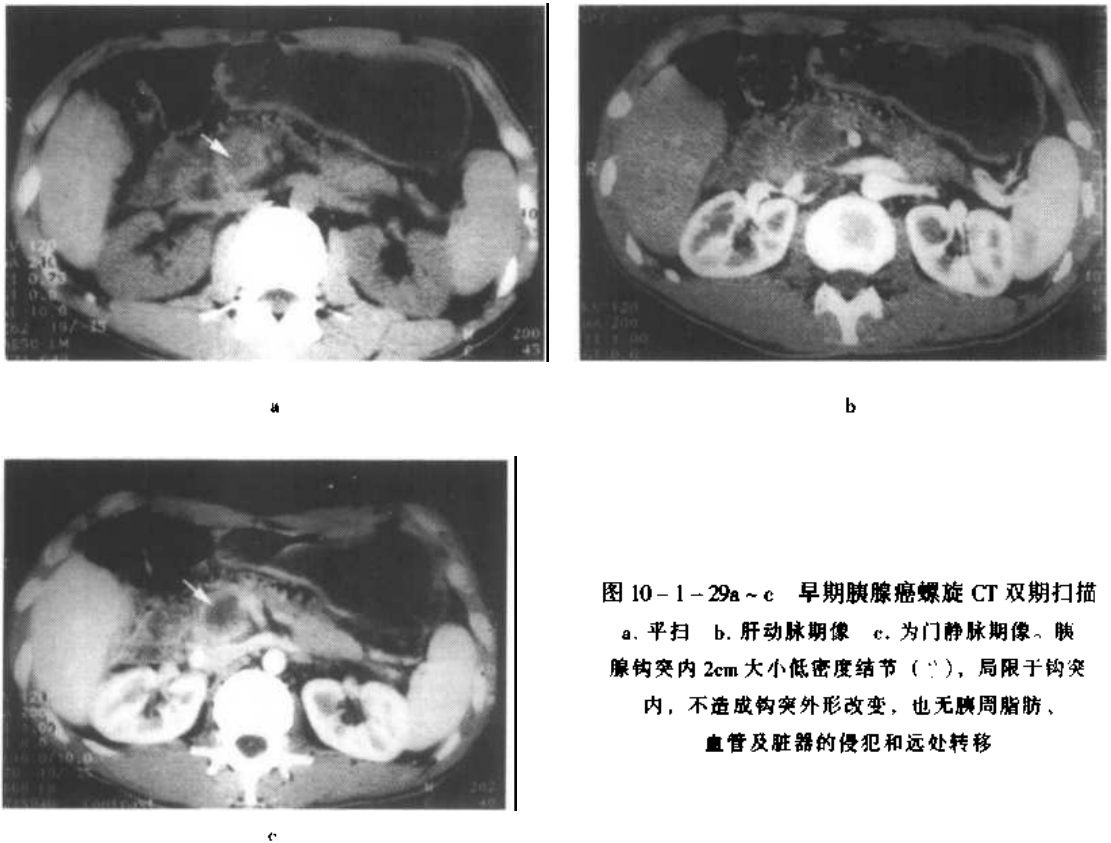 a
b
c
图 10－1－29a～c 早期胰腺癌螺旋 CT 双期扫描
a. 平扫 b. 肝动脉期像 c. 为门静脉期像。胰
腺钩突内 2cm 大小低密度结节（↑），局限于钩突
内，不造成钩突外形改变，也无胰周脂肪、
血管及脏器的侵犯和远处转移